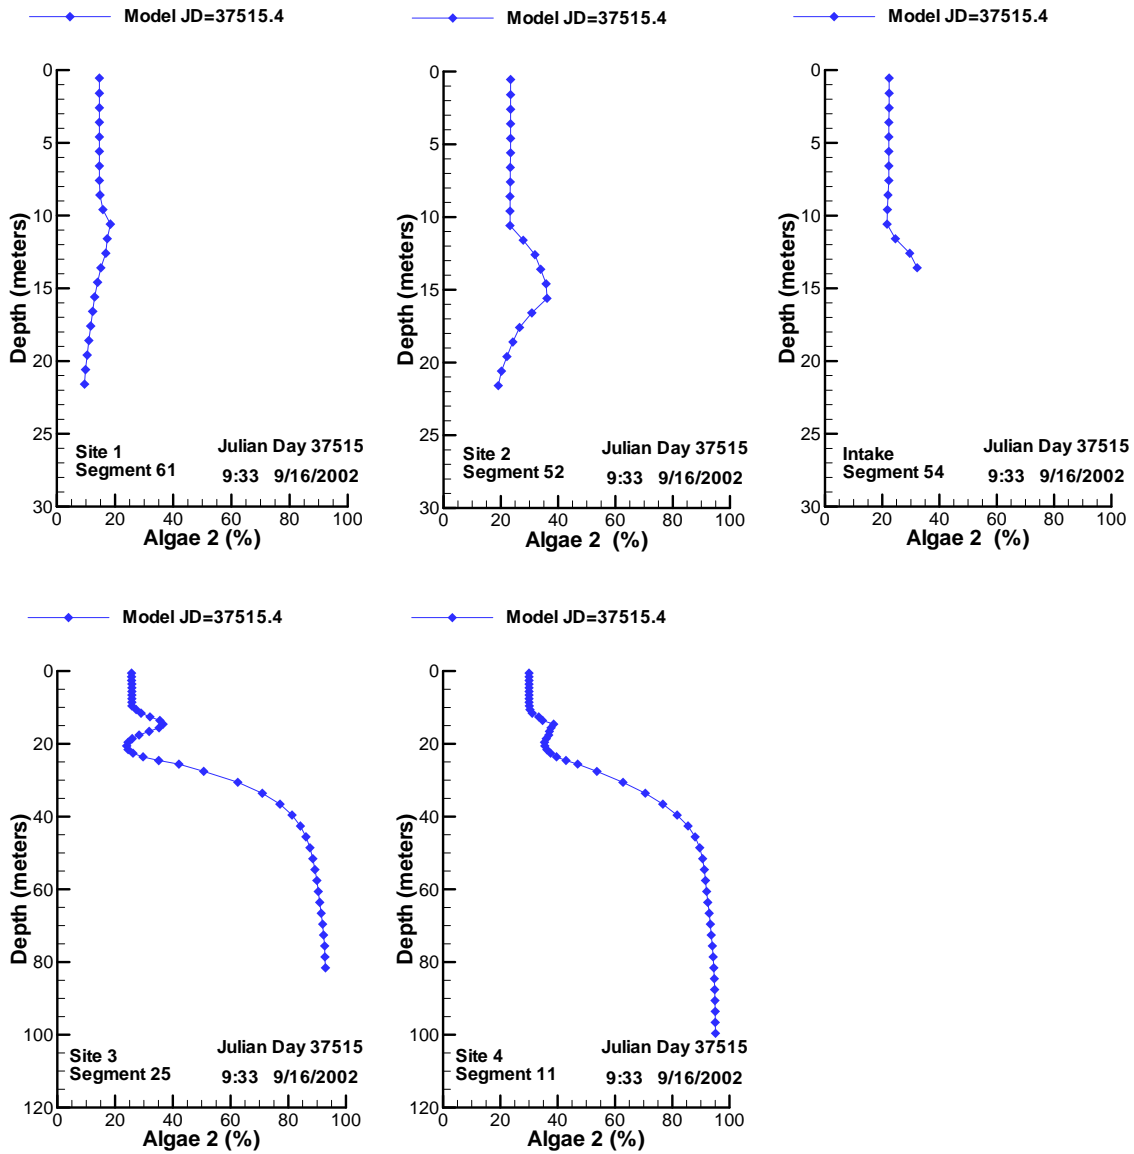 Model JD=37515.4
0
5
10
15
20
25
30
Depth (meters)
Site 1
Segment 61
Julian Day 37515
9:33 9/16/2002
0 20 40 60 80 100
Algae 2 (%)
Model JD=37515.4
0
5
10
15
20
25
30
Depth (meters)
Site 2
Segment 52
Julian Day 37515
9:33 9/16/2002
0 20 40 60 80 100
Algae 2 (%)
Model JD=37515.4
0
5
10
15
20
25
30
Depth (meters)
Intake
Segment 54
Julian Day 37515
9:33 9/16/2002
0 20 40 60 80 100
Algae 2 (%)
Model JD=37515.4
0
20
40
60
80
100
120
Depth (meters)
Site 3
Segment 25
Julian Day 37515
9:33 9/16/2002
0 20 40 60 80 100
Algae 2 (%)
Model JD=37515.4
0
20
40
60
80
100
120
Depth (meters)
Site 4
Segment 11
Julian Day 37515
9:33 9/16/2002
0 20 40 60 80 100
Algae 2 (%)